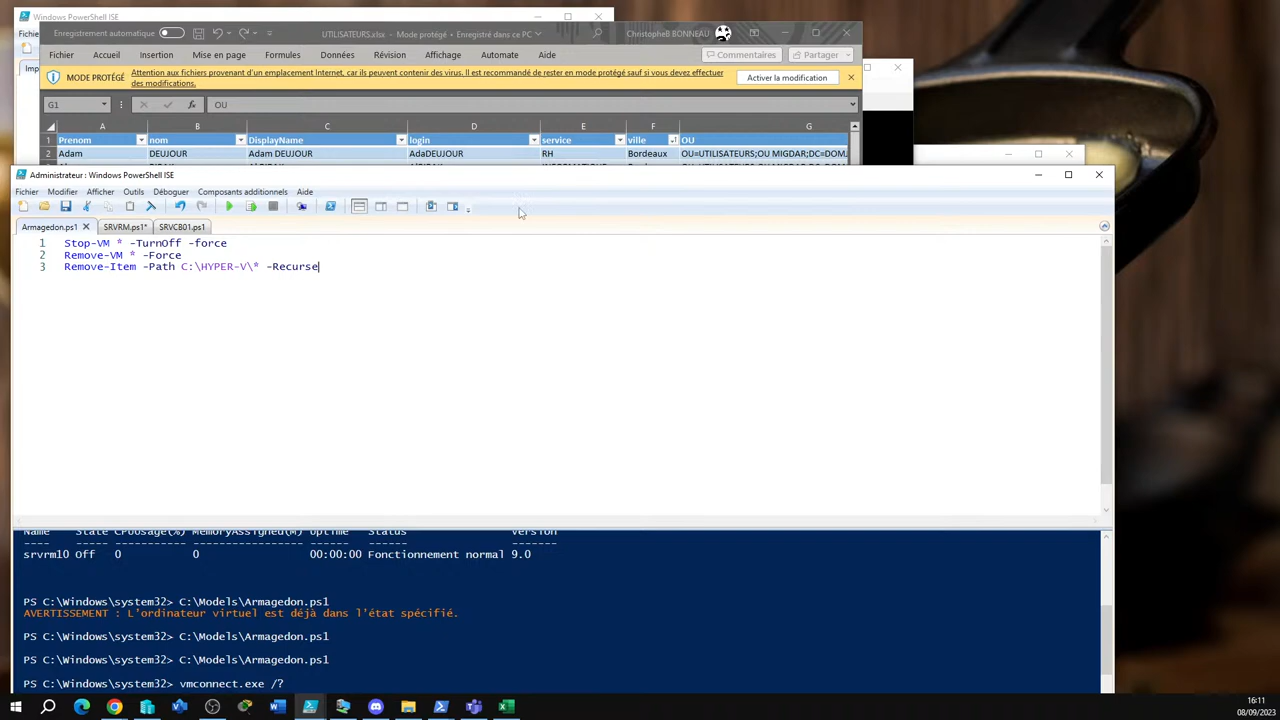 Windows PowerShell ISE
Fichie
Imp
Enregistrement automatique
UTILISATEURS.xlsx - Mode protégé • Enregistré dans ce PC
ChristopheB BONNEAU
Fichier Accueil Insertion Mise en page Formules Données Révision Affichage Automate Aide
Commentaires
Partager
MODE PROTÉGÉ
Attention aux fichiers provenant d'un emplacement Internet, car ils peuvent contenir des virus. Il est recommandé de rester en mode protégé sauf si vous devez effectuer
des modifications.
Activer la modification
G1
fx
OU
A B C D E F G
1 Prenom nom DisplayName login service ville OU
2 Adam DEUJOUR Adam DEUJOUR AdaDEUJOUR RH Bordeaux OU=UTILISATEURS;OU MIGDAR;DC=DOM.
Administrateur : Windows PowerShell ISE
Fichier Modifier Afficher Outils Déboguer Composants additionnels Aide
Armagedon.ps1 SRVRM.ps1* SRVCB01.ps1
1 Stop-VM * -TurnOff -force
2 Remove-VM * -Force
3 Remove-Item -Path C:\HYPER-V\* -Recurse
Name State CPUUsage(%) MemoryAssigned(M) Uptime Status Version
---- ----- ----------- ----------------- ------ ------ -------
srvrm10 Off 0 0 00:00:00 Fonctionnement normal 9.0
PS C:\Windows\system32> C:\Models\Armagedon.ps1
AVERTISSEMENT : L'ordinateur virtuel est déjà dans l'état spécifié.
PS C:\Windows\system32> C:\Models\Armagedon.ps1
PS C:\Windows\system32> C:\Models\Armagedon.ps1
PS C:\Windows\system32> vmconnect.exe /?
16:11
08/09/2023